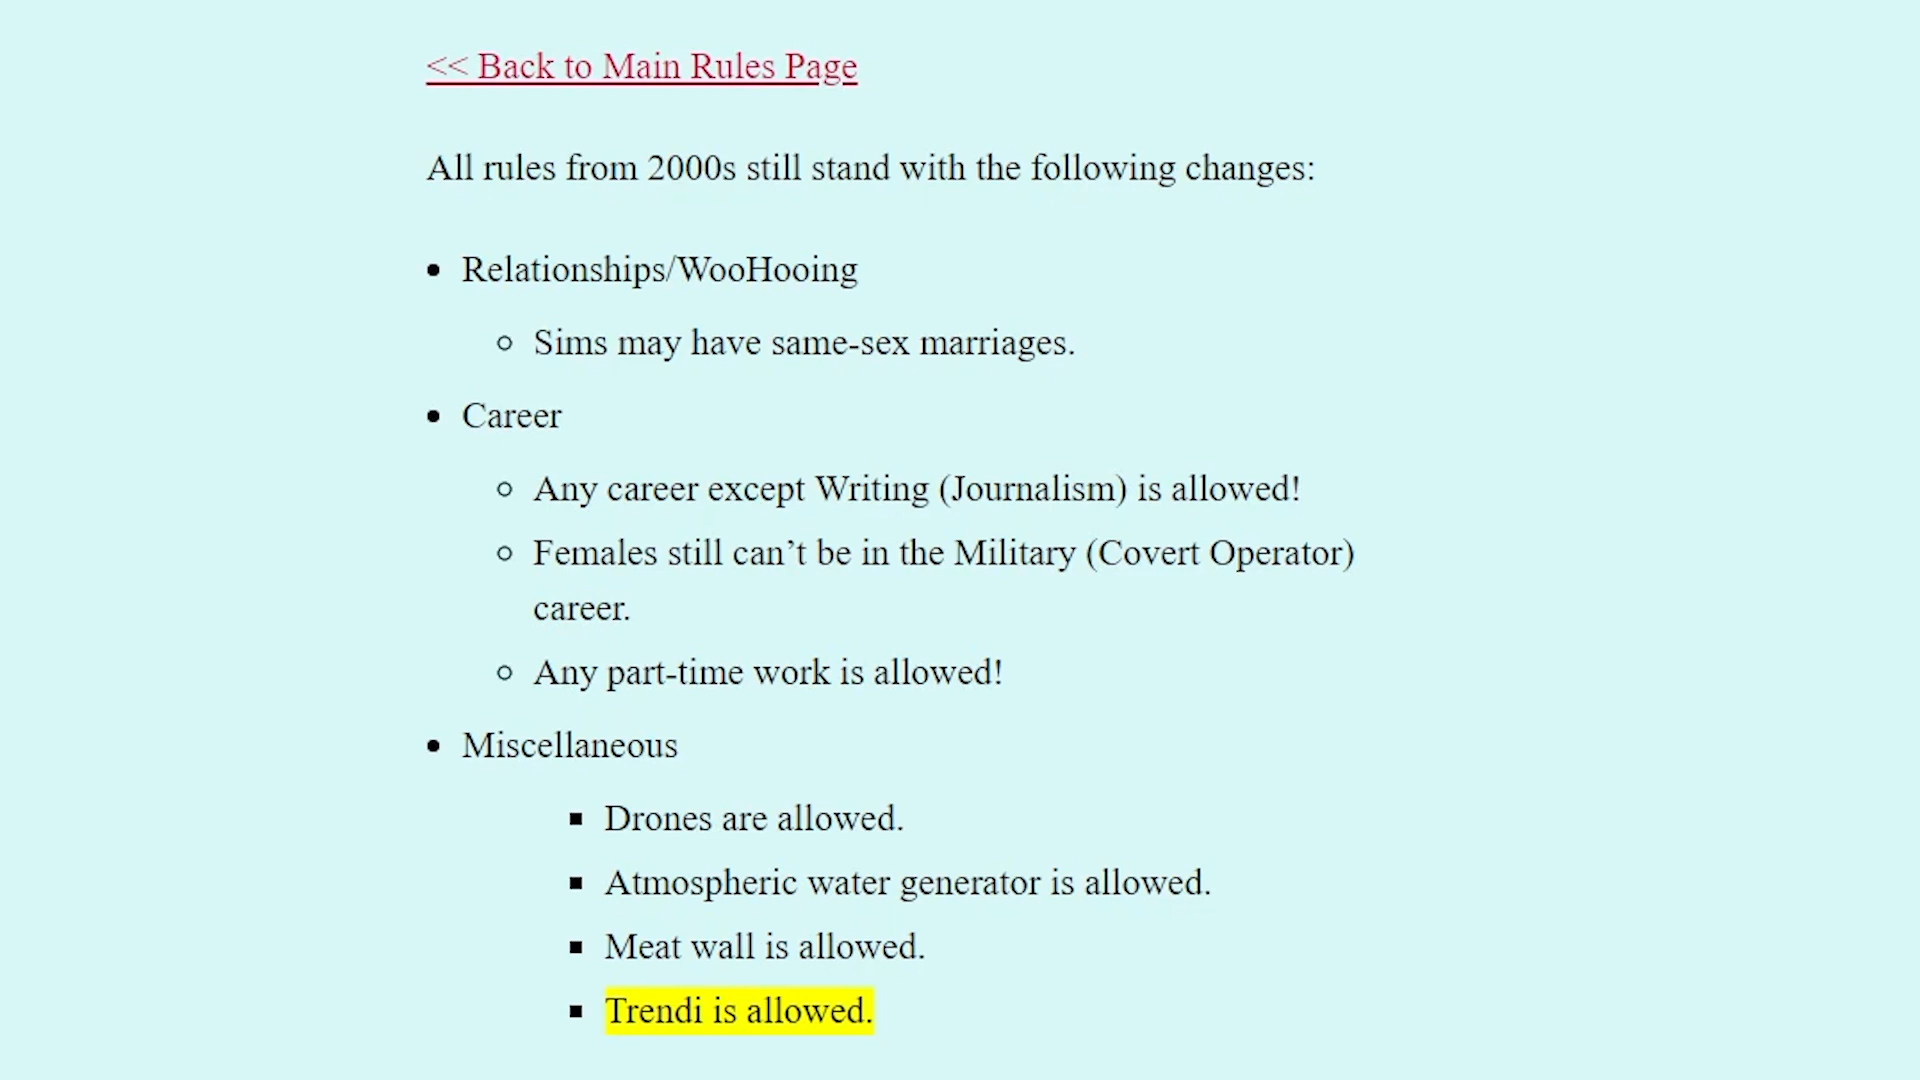 << Back to Main Rules Page
All rules from 2000s still stand with the following changes:
Relationships/WooHooing
Sims may have same-sex marriages.
Career
Any career except Writing (Journalism) is allowed!
Females still can’t be in the Military (Covert Operator)
career.
Any part-time work is allowed!
Miscellaneous
Drones are allowed.
Atmospheric water generator is allowed.
Meat wall is allowed.
Trendi is allowed.